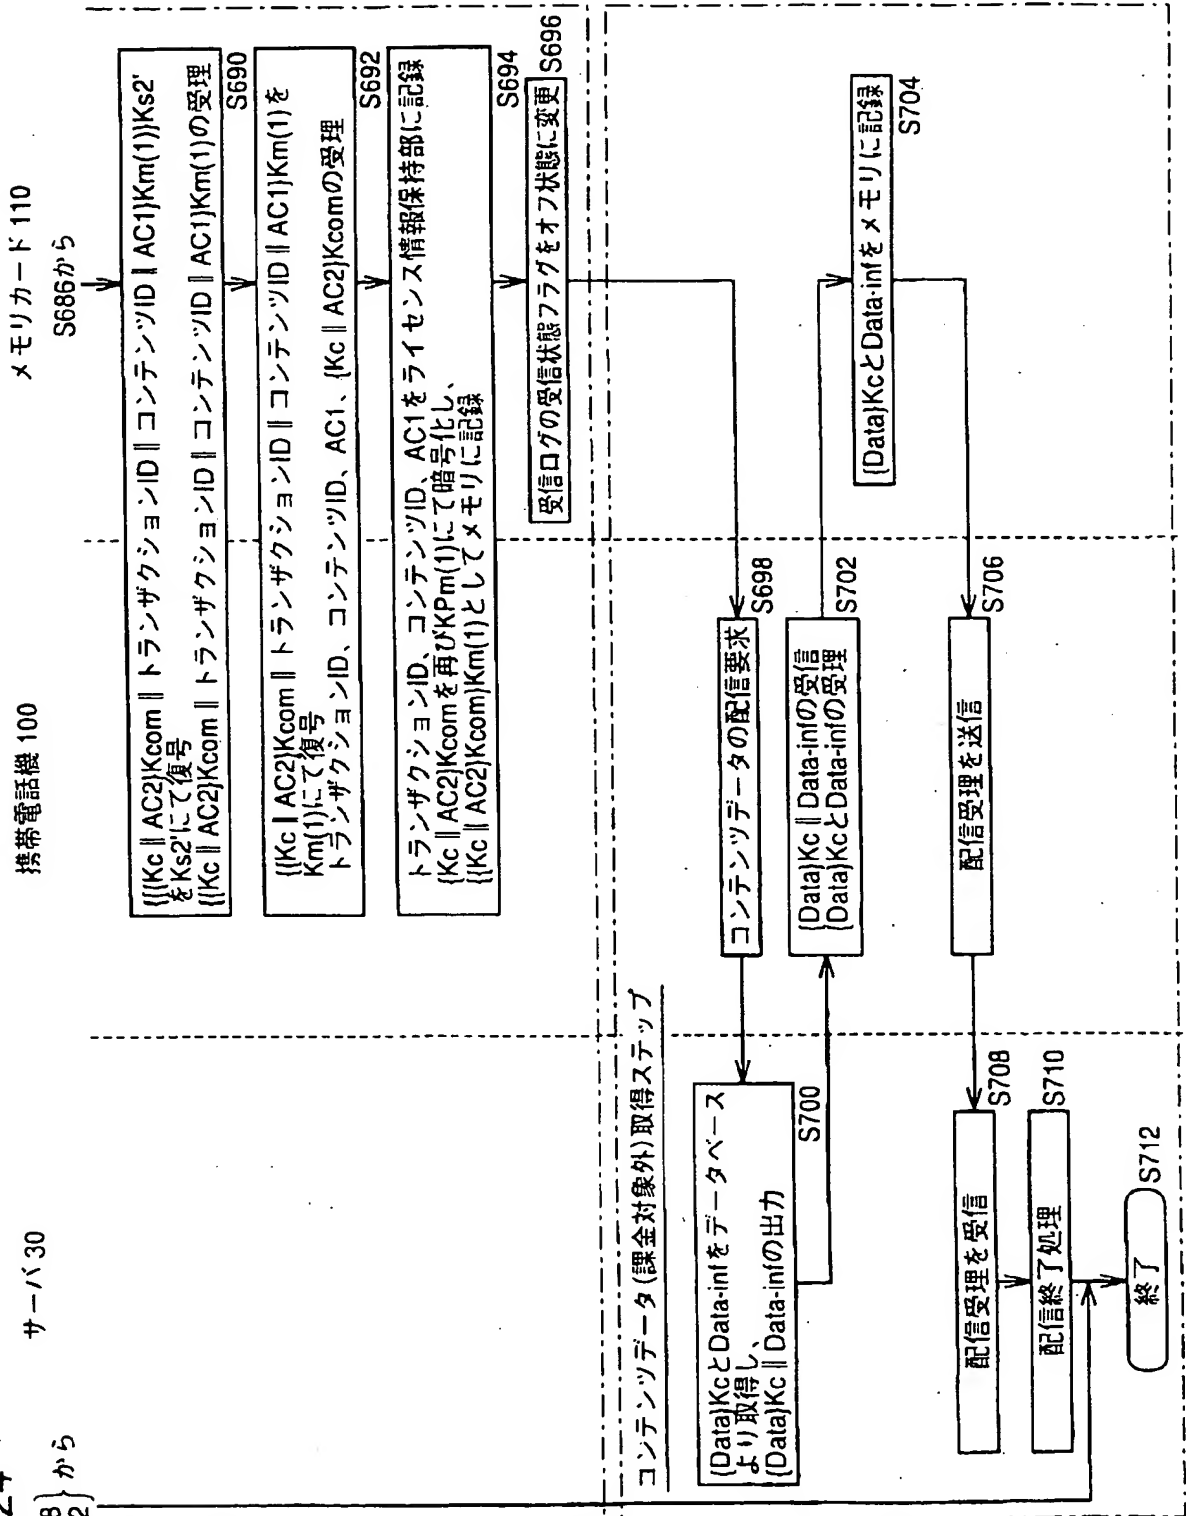 24
8
2
から
サーバ 30
携帯電話機 100
メモリカード 110
S686から
{{{Kc ∥ AC2}Kcom ∥ トランザクションID ∥ コンテンツID ∥ AC1}Km(1)}Ks2'
をKs2'にて復号
{{Kc ∥ AC2}Kcom ∥ トランザクションID ∥ コンテンツID ∥ AC1}Km(1)の受理
S690
{{Kc ∥ AC2}Kcom ∥ トランザクションID ∥ コンテンツID ∥ AC1}Km(1)を
Km(1)にて復号
トランザクションID、コンテンツID、AC1、{Kc ∥ AC2}Kcomの受理
S692
トランザクションID、コンテンツID、AC1をライセンス情報保持部に記録
{Kc ∥ AC2}Kcomを再びKPm(1)にて暗号化し、
{{Kc ∥ AC2}Kcom}Km(1)としてメモリに記録
S694
受信ログの受信状態フラグをオフ状態に変更
S696
コンテンツデータ(課金対象外)取得ステップ
コンテンツデータの配信要求
S698
{Data}KcとData-infをデータベース
より取得し、
{Data}Kc ∥ Data-infの出力
S700
{Data}Kc ∥ Data-infの受信
{Data}KcとData-infの受理
S702
{Data}KcとData-infをメモリに記録
S704
配信受理を送信
S706
配信受理を受信
S708
配信終了処理
S710
終了
S712